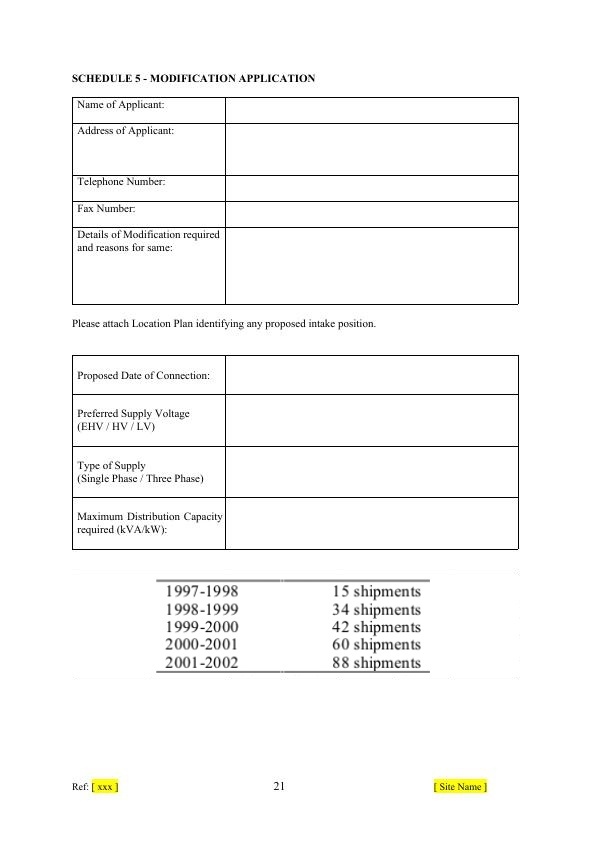 SCHEDULE 5 - MODIFICATION APPLICATION
Name of Applicant:
Address of Applicant:
Telephone Number:
Fax Number:
Details of Modification required
and reasons for same:
Please attach Location Plan identifying any proposed intake position.
Proposed Date of Connection:
Preferred Supply Voltage
(EHV / HV / LV)
Type of Supply
(Single Phase / Three Phase)
Maximum Distribution Capacity
required (kVA/kW):
1997-1998 15 shipments
1998-1999 34 shipments
1999-2000 42 shipments
2000-2001 60 shipments
2001-2002 88 shipments
Ref: [ xxx ] 21 [ Site Name ]